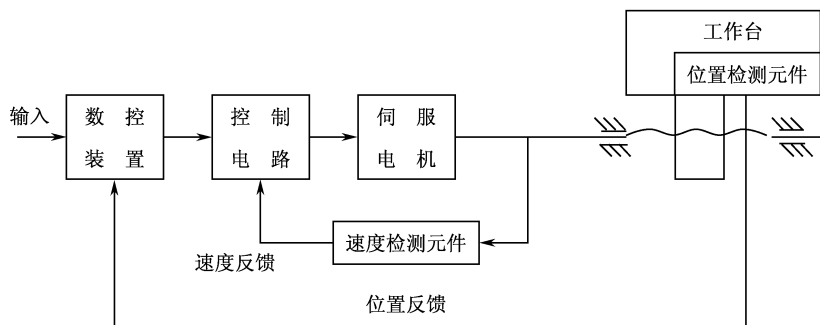 工作台
位置检测元件
输入
数 控
装 置
控 制
电 路
伺 服
电 机
速度检测元件
速度反馈
位置反馈